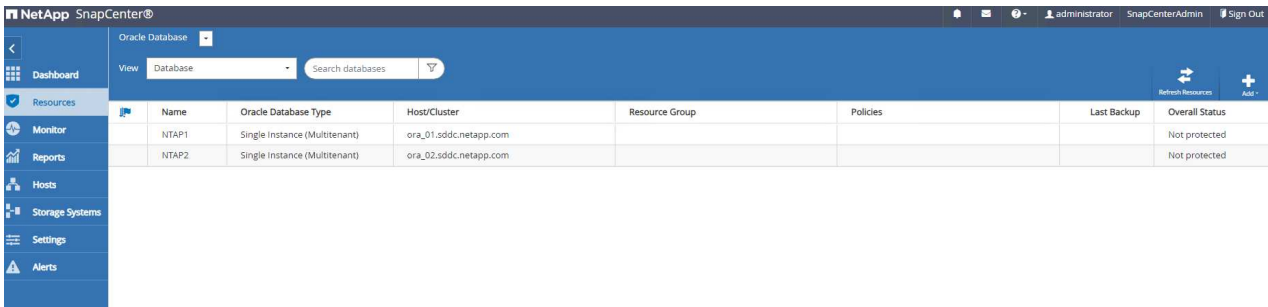 NetApp SnapCenter®
administrator SnapCenterAdmin Sign Out
Oracle Database
View Database Search databases
Refresh Resources Add
Dashboard
Resources
Monitor
Reports
Hosts
Storage Systems
Settings
Alerts
Name Oracle Database Type Host/Cluster Resource Group Policies Last Backup Overall Status
NTAP1 Single Instance (Multitenant) ora_01.sddc.netapp.com Not protected
NTAP2 Single Instance (Multitenant) ora_02.sddc.netapp.com Not protected